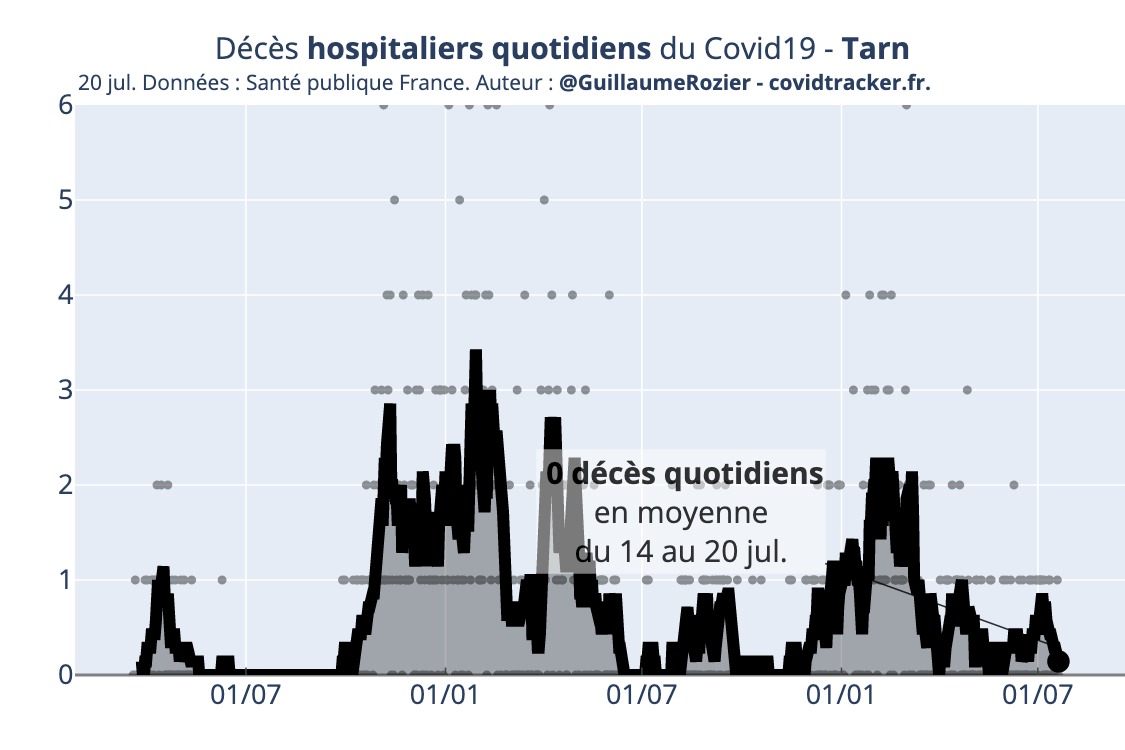 Décès hospitaliers quotidiens du Covid19 - Tarn
20 jul. Données : Santé publique France. Auteur : @GuillaumeRozier - covidtracker.fr.
6
5
4
3
2
1
0
0 décès quotidiens
en moyenne
du 14 au 20 jul.
01/07 01/01 01/07 01/01 01/07